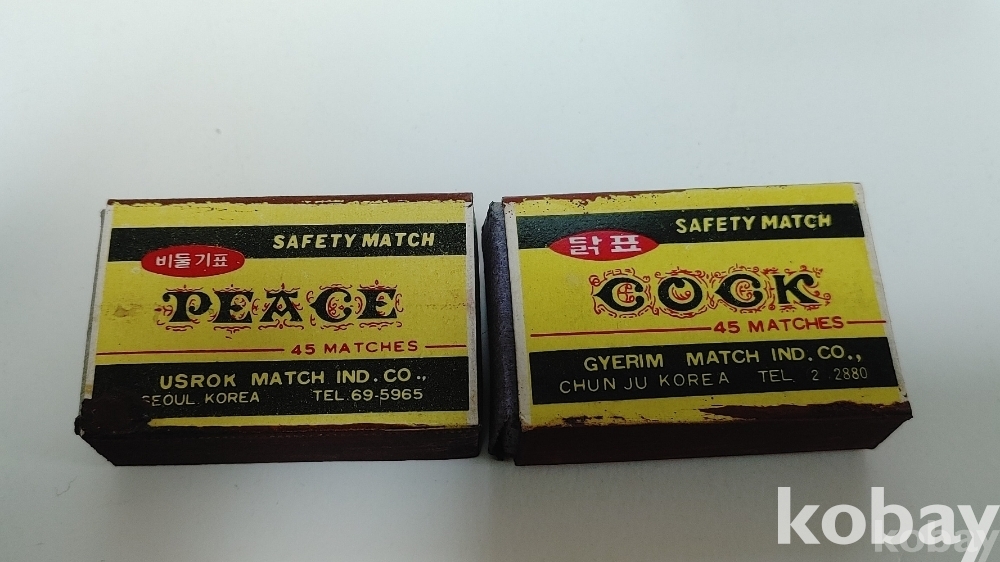 SAFETY MATCH
비둘기표
PEACE
45 MATCHES
USROK MATCH IND. CO.,
SEOUL KOREA TEL. 69-5965
SAFETY MATCH
닭표
COCK
45 MATCHES
GYERIM MATCH IND. CO.,
CHUN JU KOREA TEL 2.2880
kobay
kobay